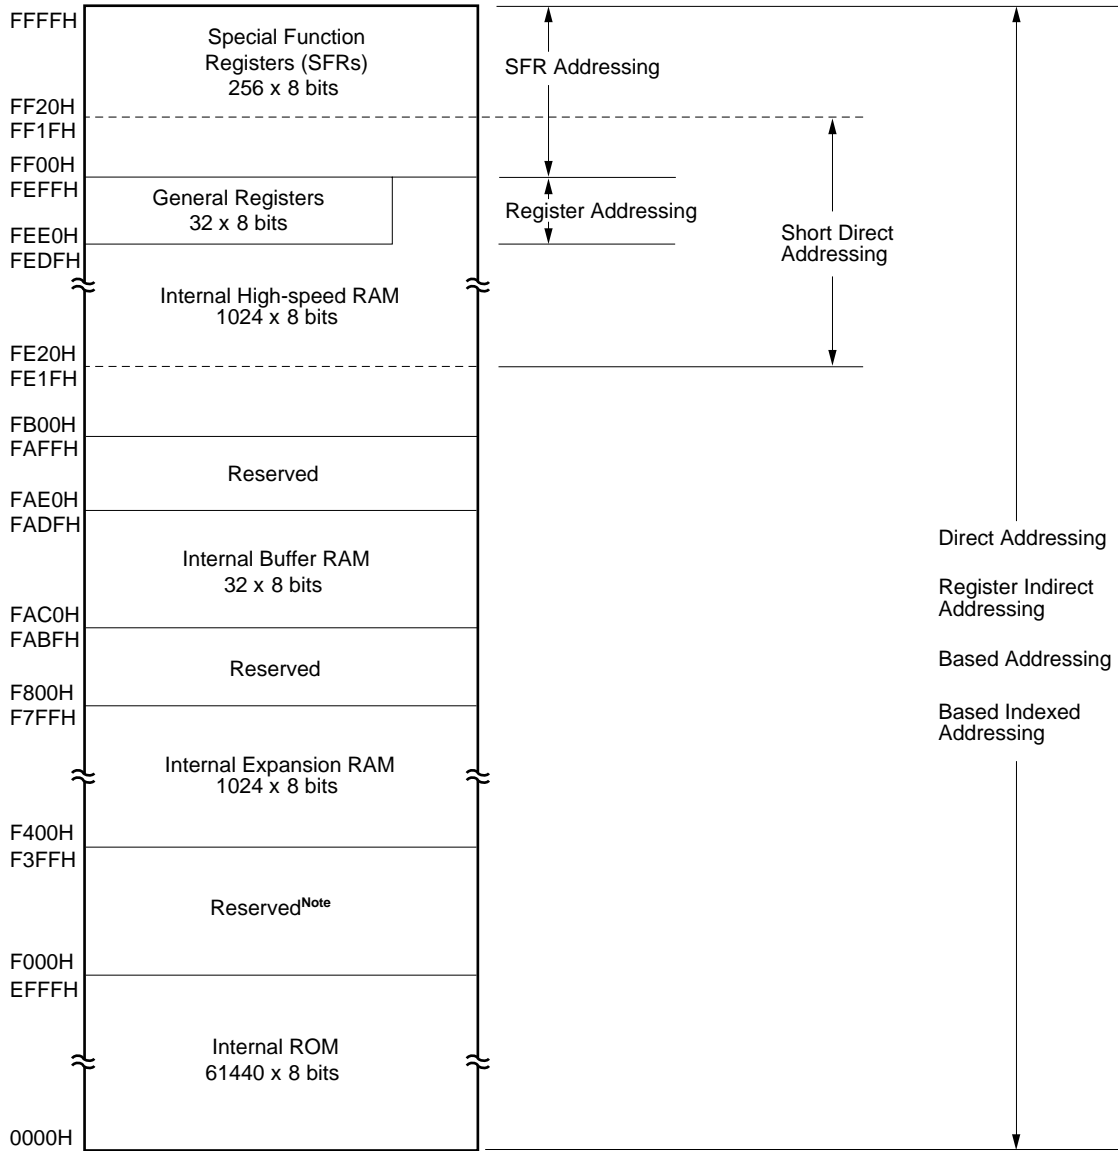 FFFFH
Special Function
Registers (SFRs)
256 x 8 bits
SFR Addressing
FF20H
FF1FH
FF00H
FEFFH
General Registers
32 x 8 bits
Register Addressing
Short Direct
Addressing
FEE0H
FEDFH
Internal High-speed RAM
1024 x 8 bits
FE20H
FE1FH
FB00H
FAFFH
Reserved
FAE0H
FADFH
Internal Buffer RAM
32 x 8 bits
Direct Addressing
Register Indirect
Addressing
Based Addressing
Based Indexed
Addressing
FAC0H
FABFH
Reserved
F800H
F7FFH
Internal Expansion RAM
1024 x 8 bits
F400H
F3FFH
ReservedNote
F000H
EFFFH
Internal ROM
61440 x 8 bits
0000H